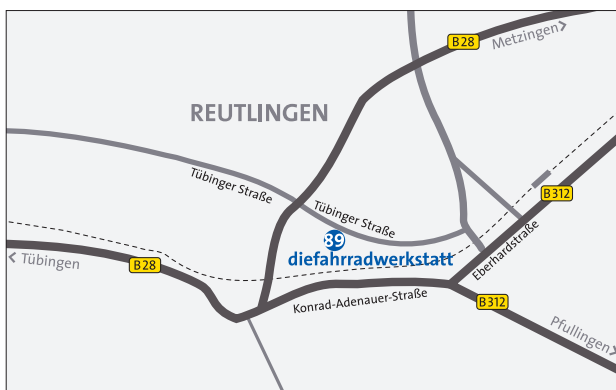 Metzingen >
B28
REUTLINGEN
Tübinger Straße
Tübinger Straße
B312
89
diefahrradwerkstatt
Eberhardstraße
< Tübingen
B28
Konrad-Adenauer-Straße
B312
Pfullingen >